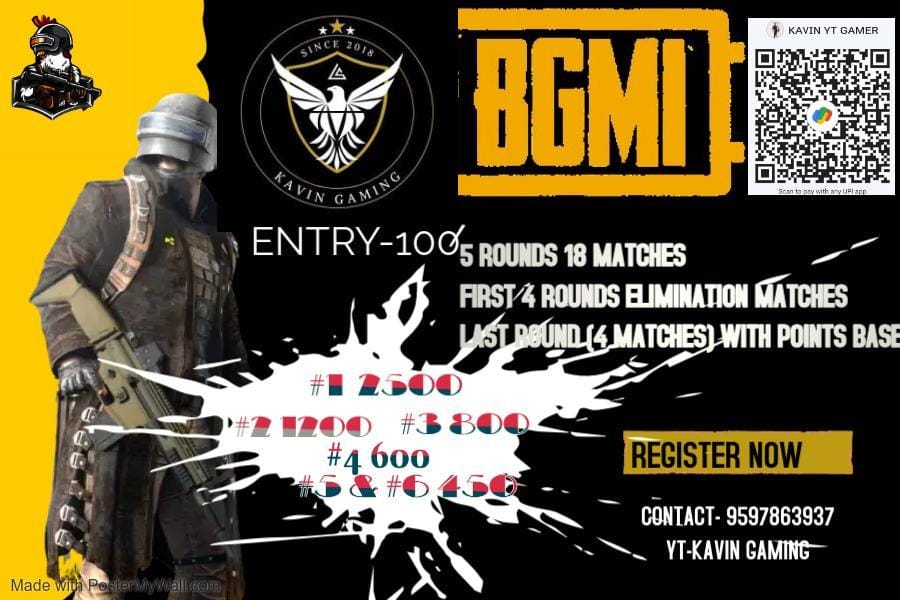 SINCE 2018
KAVIN GAMING
BGMI
KAVIN YT GAMER
Scan to pay with any UPI app
ENTRY-100
5 ROUNDS 18 MATCHES
FIRST 4 ROUNDS ELIMINATION MATCHES
LAST ROUND (4 MATCHES) WITH POINTS BASE
#1 2500
#2 1200 #3 800
#4 600
#5 & #6 450
REGISTER NOW
CONTACT- 9597863937
YT-KAVIN GAMING
Made with PosterMyWall.com